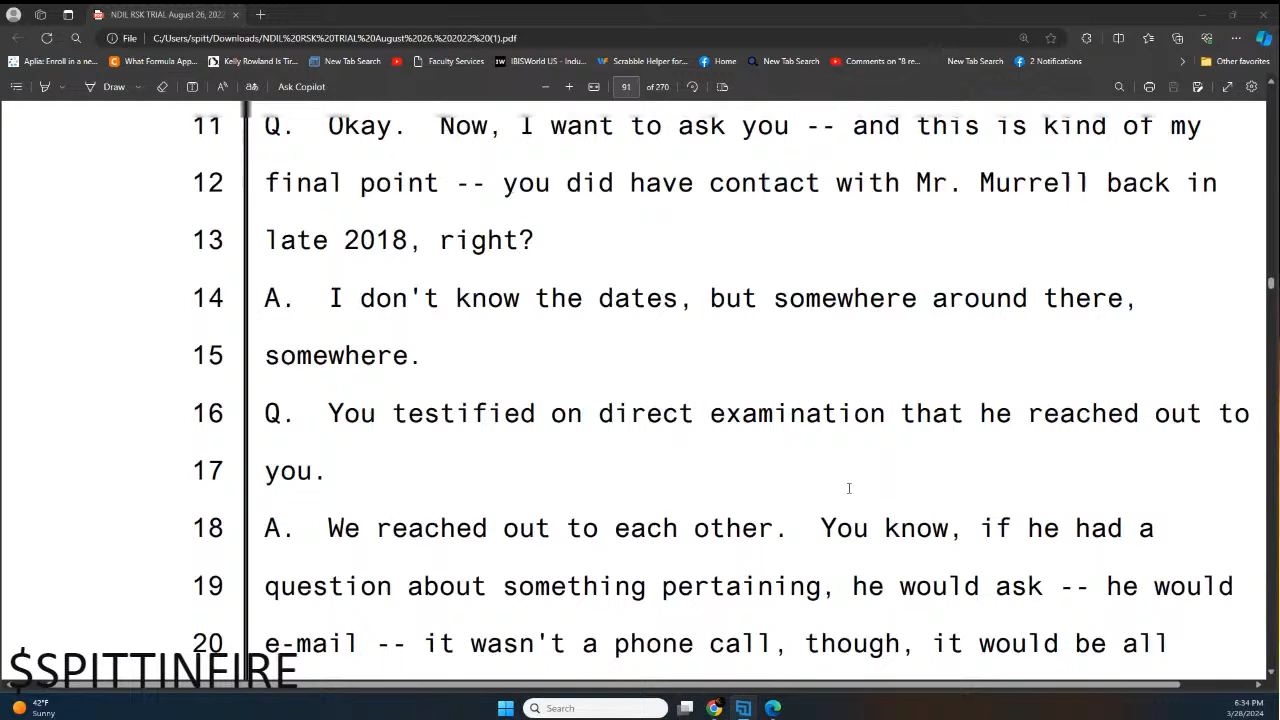 NDIL RSK TRIAL August 26, 2022
File
C:/Users/spitt/Downloads/NDIL%20RSK%20TRIAL%20August%2026.%202022%20(1).pdf
Aplia: Enroll in a ne...
What Formula App...
Kelly Rowland Is Tir...
New Tab Search
Faculty Services
IBISWorld US - Indu...
Scrabble Helper for...
Home
New Tab Search
Comments on "8 re...
New Tab Search
2 Notifications
Other favorites
Draw
Ask Copilot
91 of 270
11 Q. Okay. Now, I want to ask you -- and this is kind of my
12 final point -- you did have contact with Mr. Murrell back in
13 late 2018, right?
14 A. I don't know the dates, but somewhere around there,
15 somewhere.
16 Q. You testified on direct examination that he reached out to
17 you.
18 A. We reached out to each other. You know, if he had a
19 question about something pertaining, he would ask -- he would
20 e-mail -- it wasn't a phone call, though, it would be all
$SPITTINFIRE
42°F
Sunny
Search
6:34 PM
3/28/2024